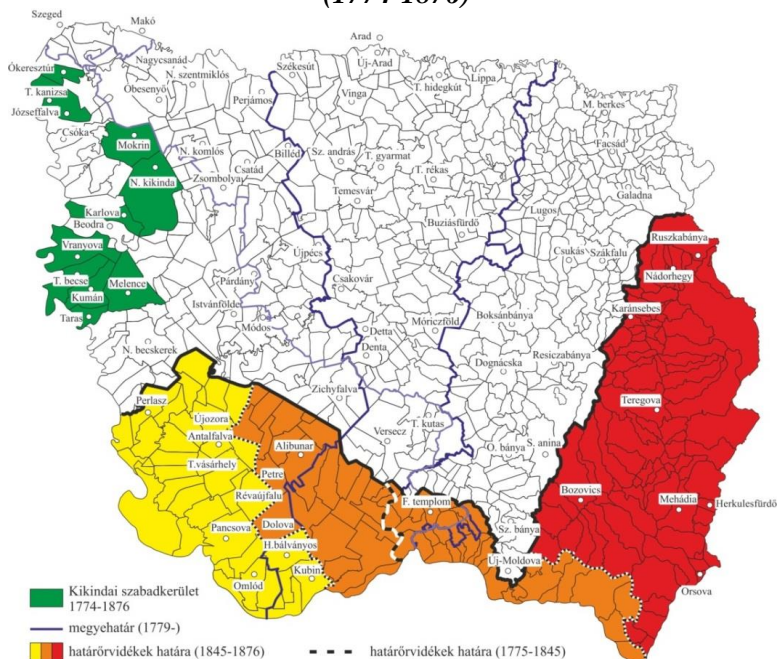 (1774-1876)
Szeged
Makó
Arad
Nagycsanád
N. szentmiklós
Székesút
Új-Arad
T. hidegkút
Lippa
Ókeresztúr
Óbesenyő
Perjámos
Vinga
T. kanizsa
Józseffalva
M. berkes
Csóka
Mokrin
N. komlós
Billéd
Sz. andrás
T. gyarmat
Facsád
Csatád
N. kikinda
Zsombolya
T. rékas
Temesvár
Galadna
Karlova
Lugos
Beodra
Buziásfürdő
Vranyova
Újpécs
Csukás
Szákfalu
Ruszkabánya
T. becse
Melence
Párdány
Csakovár
Nádorhegy
Kumán
Istvánfölde
Taras
Módos
Móriczföld
Boksánbánya
Karánsebes
Detta
Denta
N. becskerek
Dognácska
Resiczabánya
Zichyfalva
Perlasz
Teregova
Újozora
T. kutas
Antalfalva
Versecz
O. bánya
S. anina
Alibunar
T.vásárhely
Petre
Révaújfalu
F. templom
Bozovics
Mehádia
Herkulesfürdő
Pancsova
Dolova
Sz. bánya
H.bálványos
Új-Moldova
Omlód
Kubin
Orsova
Kikindai szabadkerület
1774-1876
megyehatár (1779-)
határőrvidékek határa (1845-1876)
határőrvidékek határa (1775-1845)